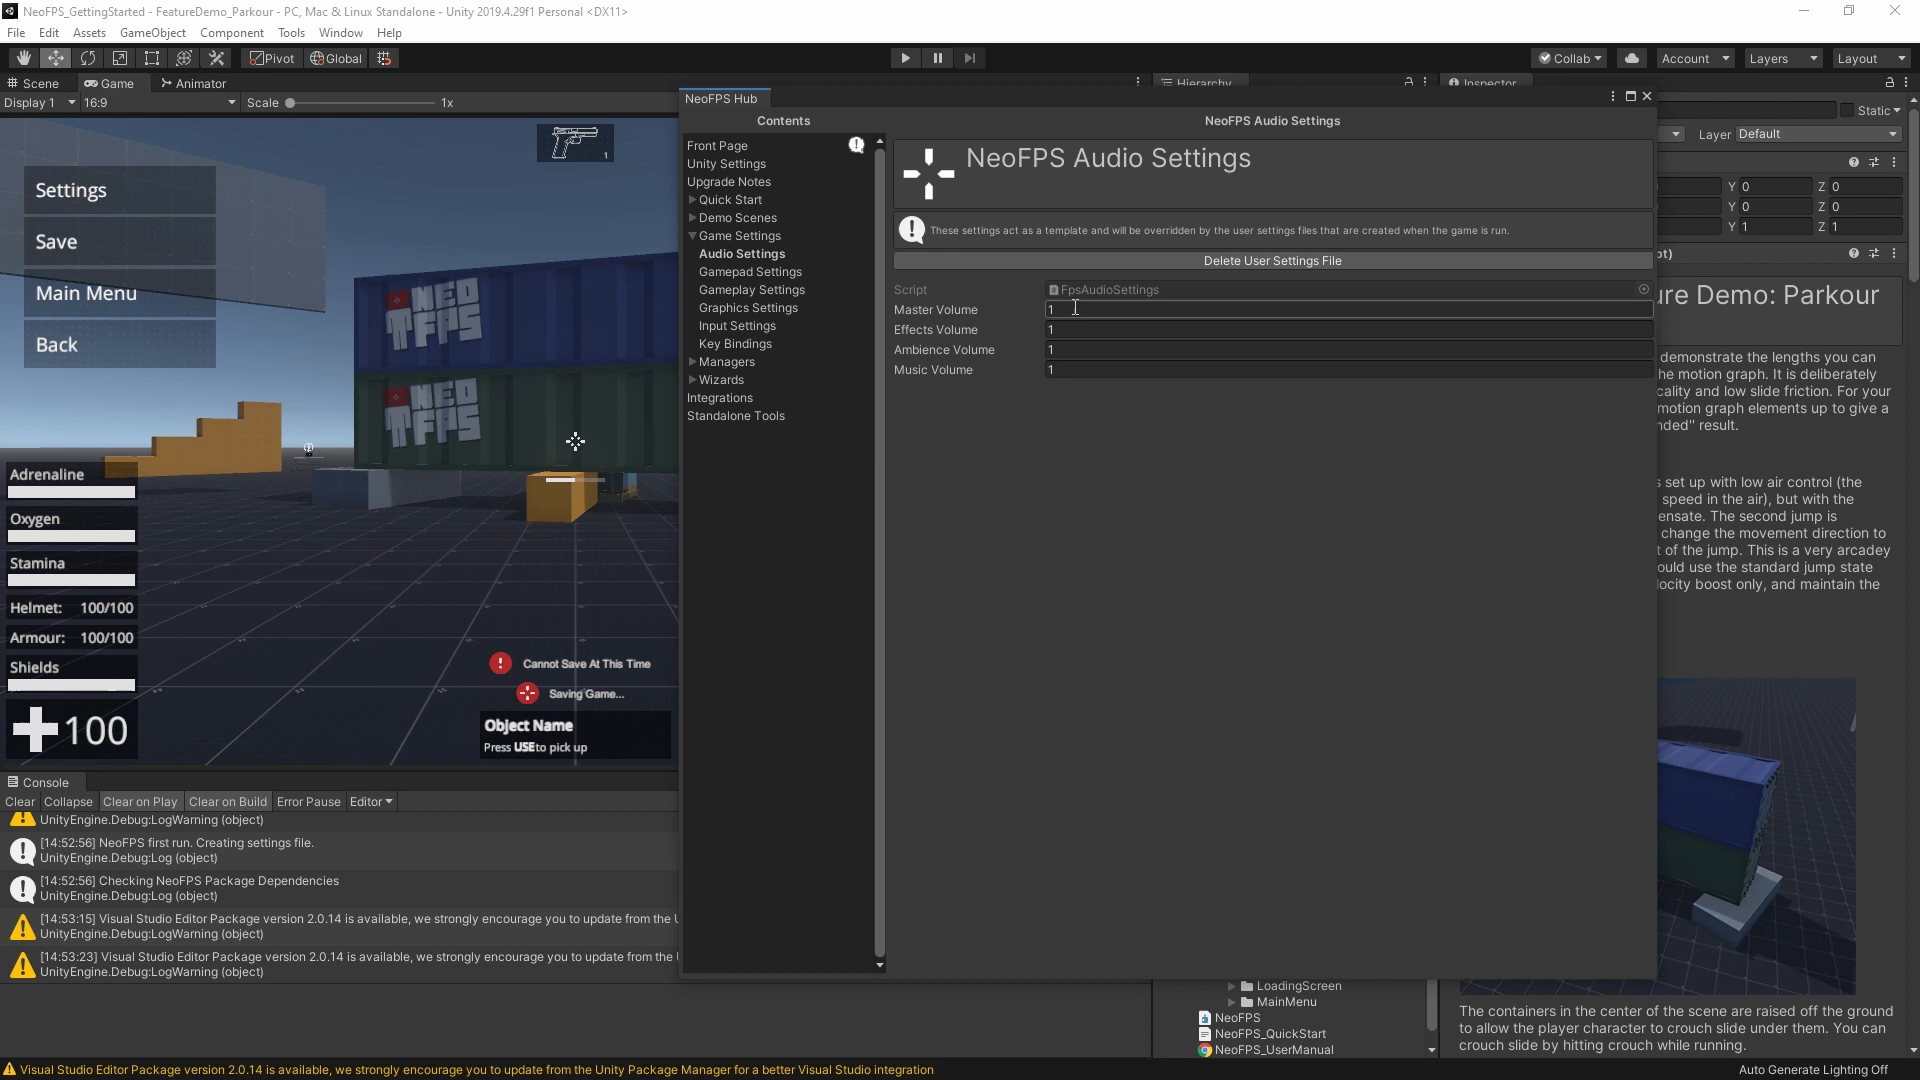 NeoFPS_GettingStarted - FeatureDemo_Parkour - PC, Mac & Linux Standalone - Unity 2019.4.29f1 Personal <DX11>
File Edit Assets GameObject Component Tools Window Help
Pivot Global Collab Account Layers Layout
Scene Game Animator
Hierarchy
Inspector
Display 1 16:9 Scale 1x
NeoFPS Hub
Static
Layer Default
Y 0 Z 0
Y 0 Z 0
Y 1 Z 1
Contents
Front Page
Unity Settings
Upgrade Notes
Quick Start
Demo Scenes
Game Settings
Audio Settings
Gamepad Settings
Gameplay Settings
Graphics Settings
Input Settings
Key Bindings
Managers
Wizards
Integrations
Standalone Tools
NeoFPS Audio Settings
NeoFPS Audio Settings
These settings act as a template and will be overridden by the user settings files that are created when the game is run.
Delete User Settings File
Script FpsAudioSettings
Master Volume 1
Effects Volume 1
Ambience Volume 1
Music Volume 1
1
Settings
Save
Main Menu
Back
NEO
FPS
NEO
FPS
Adrenaline
Oxygen
Stamina
Helmet: 100/100
Armour: 100/100
Shields
100
Cannot Save At This Time
Saving Game...
Object Name
Press USE to pick up
pt)
ure Demo: Parkour
demonstrate the lengths you can
he motion graph. It is deliberately
cality and low slide friction. For your
motion graph elements up to give a
nded" result.
s set up with low air control (the
speed in the air), but with the
ensate. The second jump is
change the movement direction to
t of the jump. This is a very arcadey
ould use the standard jump state
locity boost only, and maintain the
The containers in the center of the scene are raised off the ground
to allow the player character to crouch slide under them. You can
crouch slide by hitting crouch while running.
Console
Clear Collapse Clear on Play Clear on Build Error Pause Editor
UnityEngine.Debug:LogWarning (object)
[14:52:56] NeoFPS first run. Creating settings file.
UnityEngine.Debug:Log (object)
[14:52:56] Checking NeoFPS Package Dependencies
UnityEngine.Debug:Log (object)
[14:53:15] Visual Studio Editor Package version 2.0.14 is available, we strongly encourage you to update from the U
UnityEngine.Debug:LogWarning (object)
[14:53:23] Visual Studio Editor Package version 2.0.14 is available, we strongly encourage you to update from the
UnityEngine.Debug:LogWarning (object)
LoadingScreen
MainMenu
NeoFPS
NeoFPS_QuickStart
NeoFPS_UserManual
Visual Studio Editor Package version 2.0.14 is available, we strongly encourage you to update from the Unity Package Manager for a better Visual Studio integration
Auto Generate Lighting Off